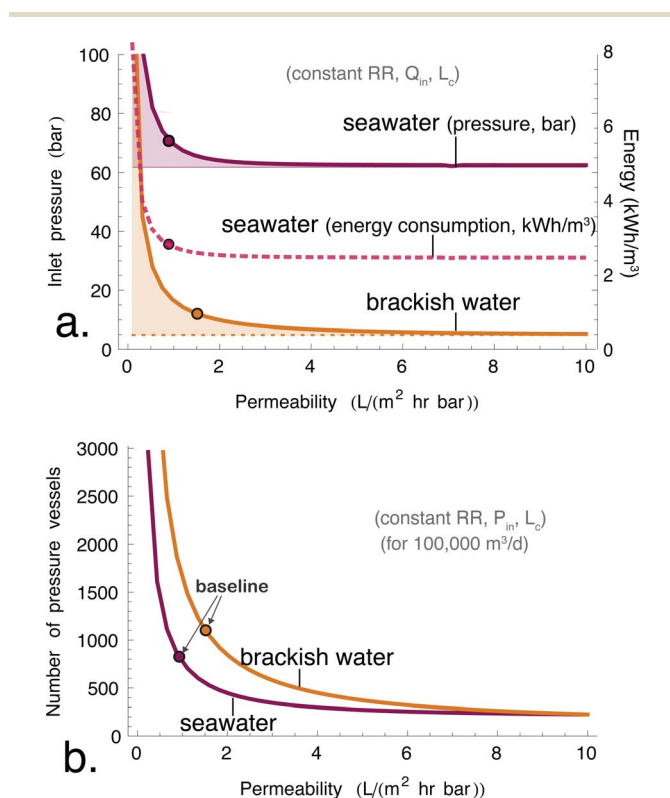 (constant RR, Qin, Lc)
seawater (pressure, bar)
seawater (energy consumption, kWh/m³)
brackish water
a.
Inlet pressure (bar)
100
80
60
40
20
0
Energy (kWh/m³)
8
6
4
2
0
0 2 4 6 8 10
Permeability (L/(m² hr bar))
(constant RR, Pin, Lc)
(for 100,000 m³/d)
baseline
brackish water
seawater
b.
Number of pressure vessels
3000
2500
2000
1500
1000
500
0
0 2 4 6 8 10
Permeability (L/(m² hr bar))